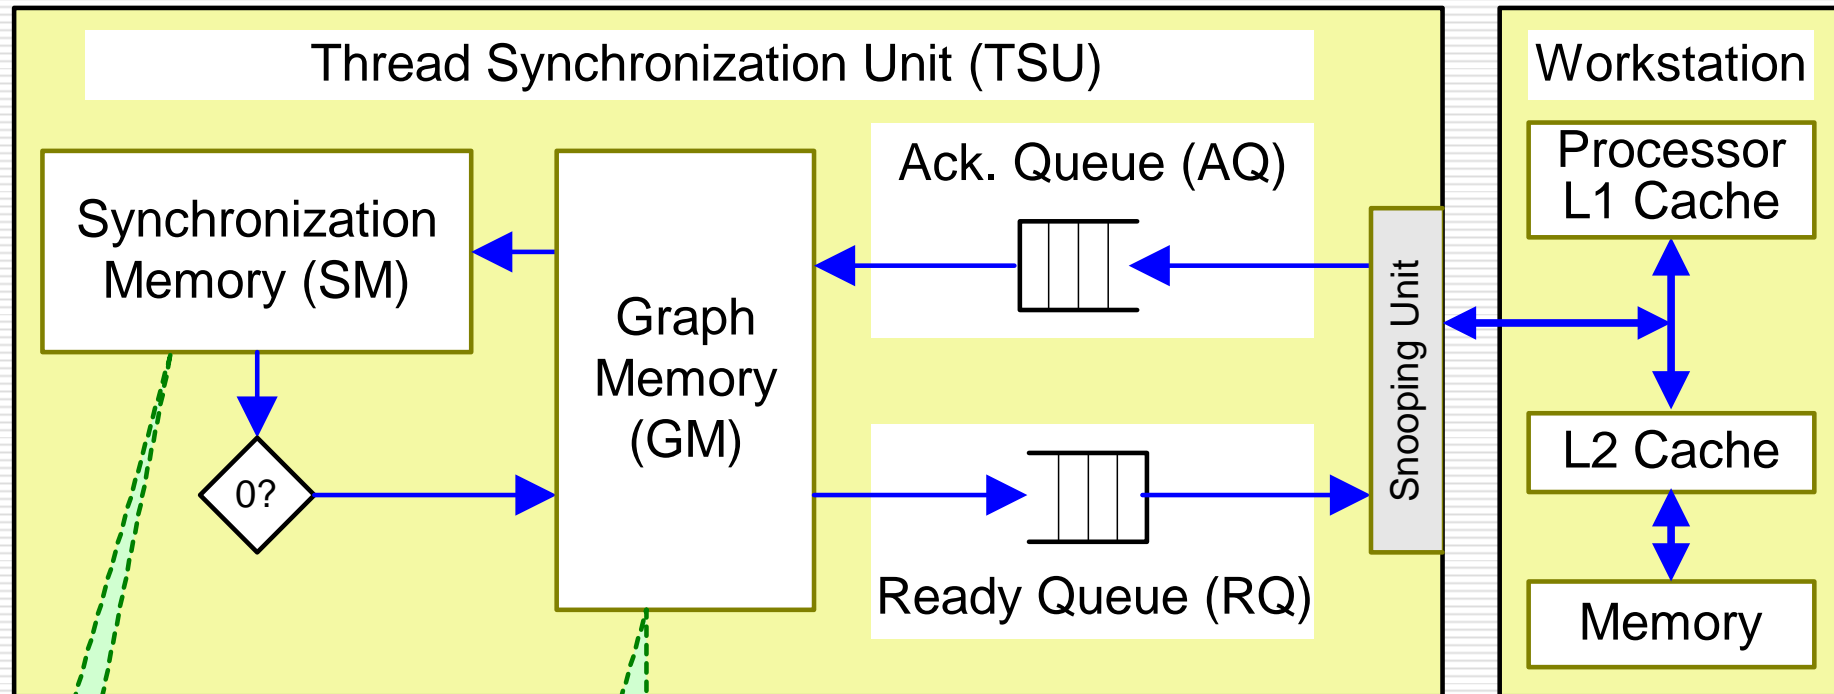 Thread Synchronization Unit (TSU)
Synchronization
Memory (SM)
0?
Graph
Memory
(GM)
Ack. Queue (AQ)
Ready Queue (RQ)
Snooping Unit
Workstation
Processor
L1 Cache
L2 Cache
Memory